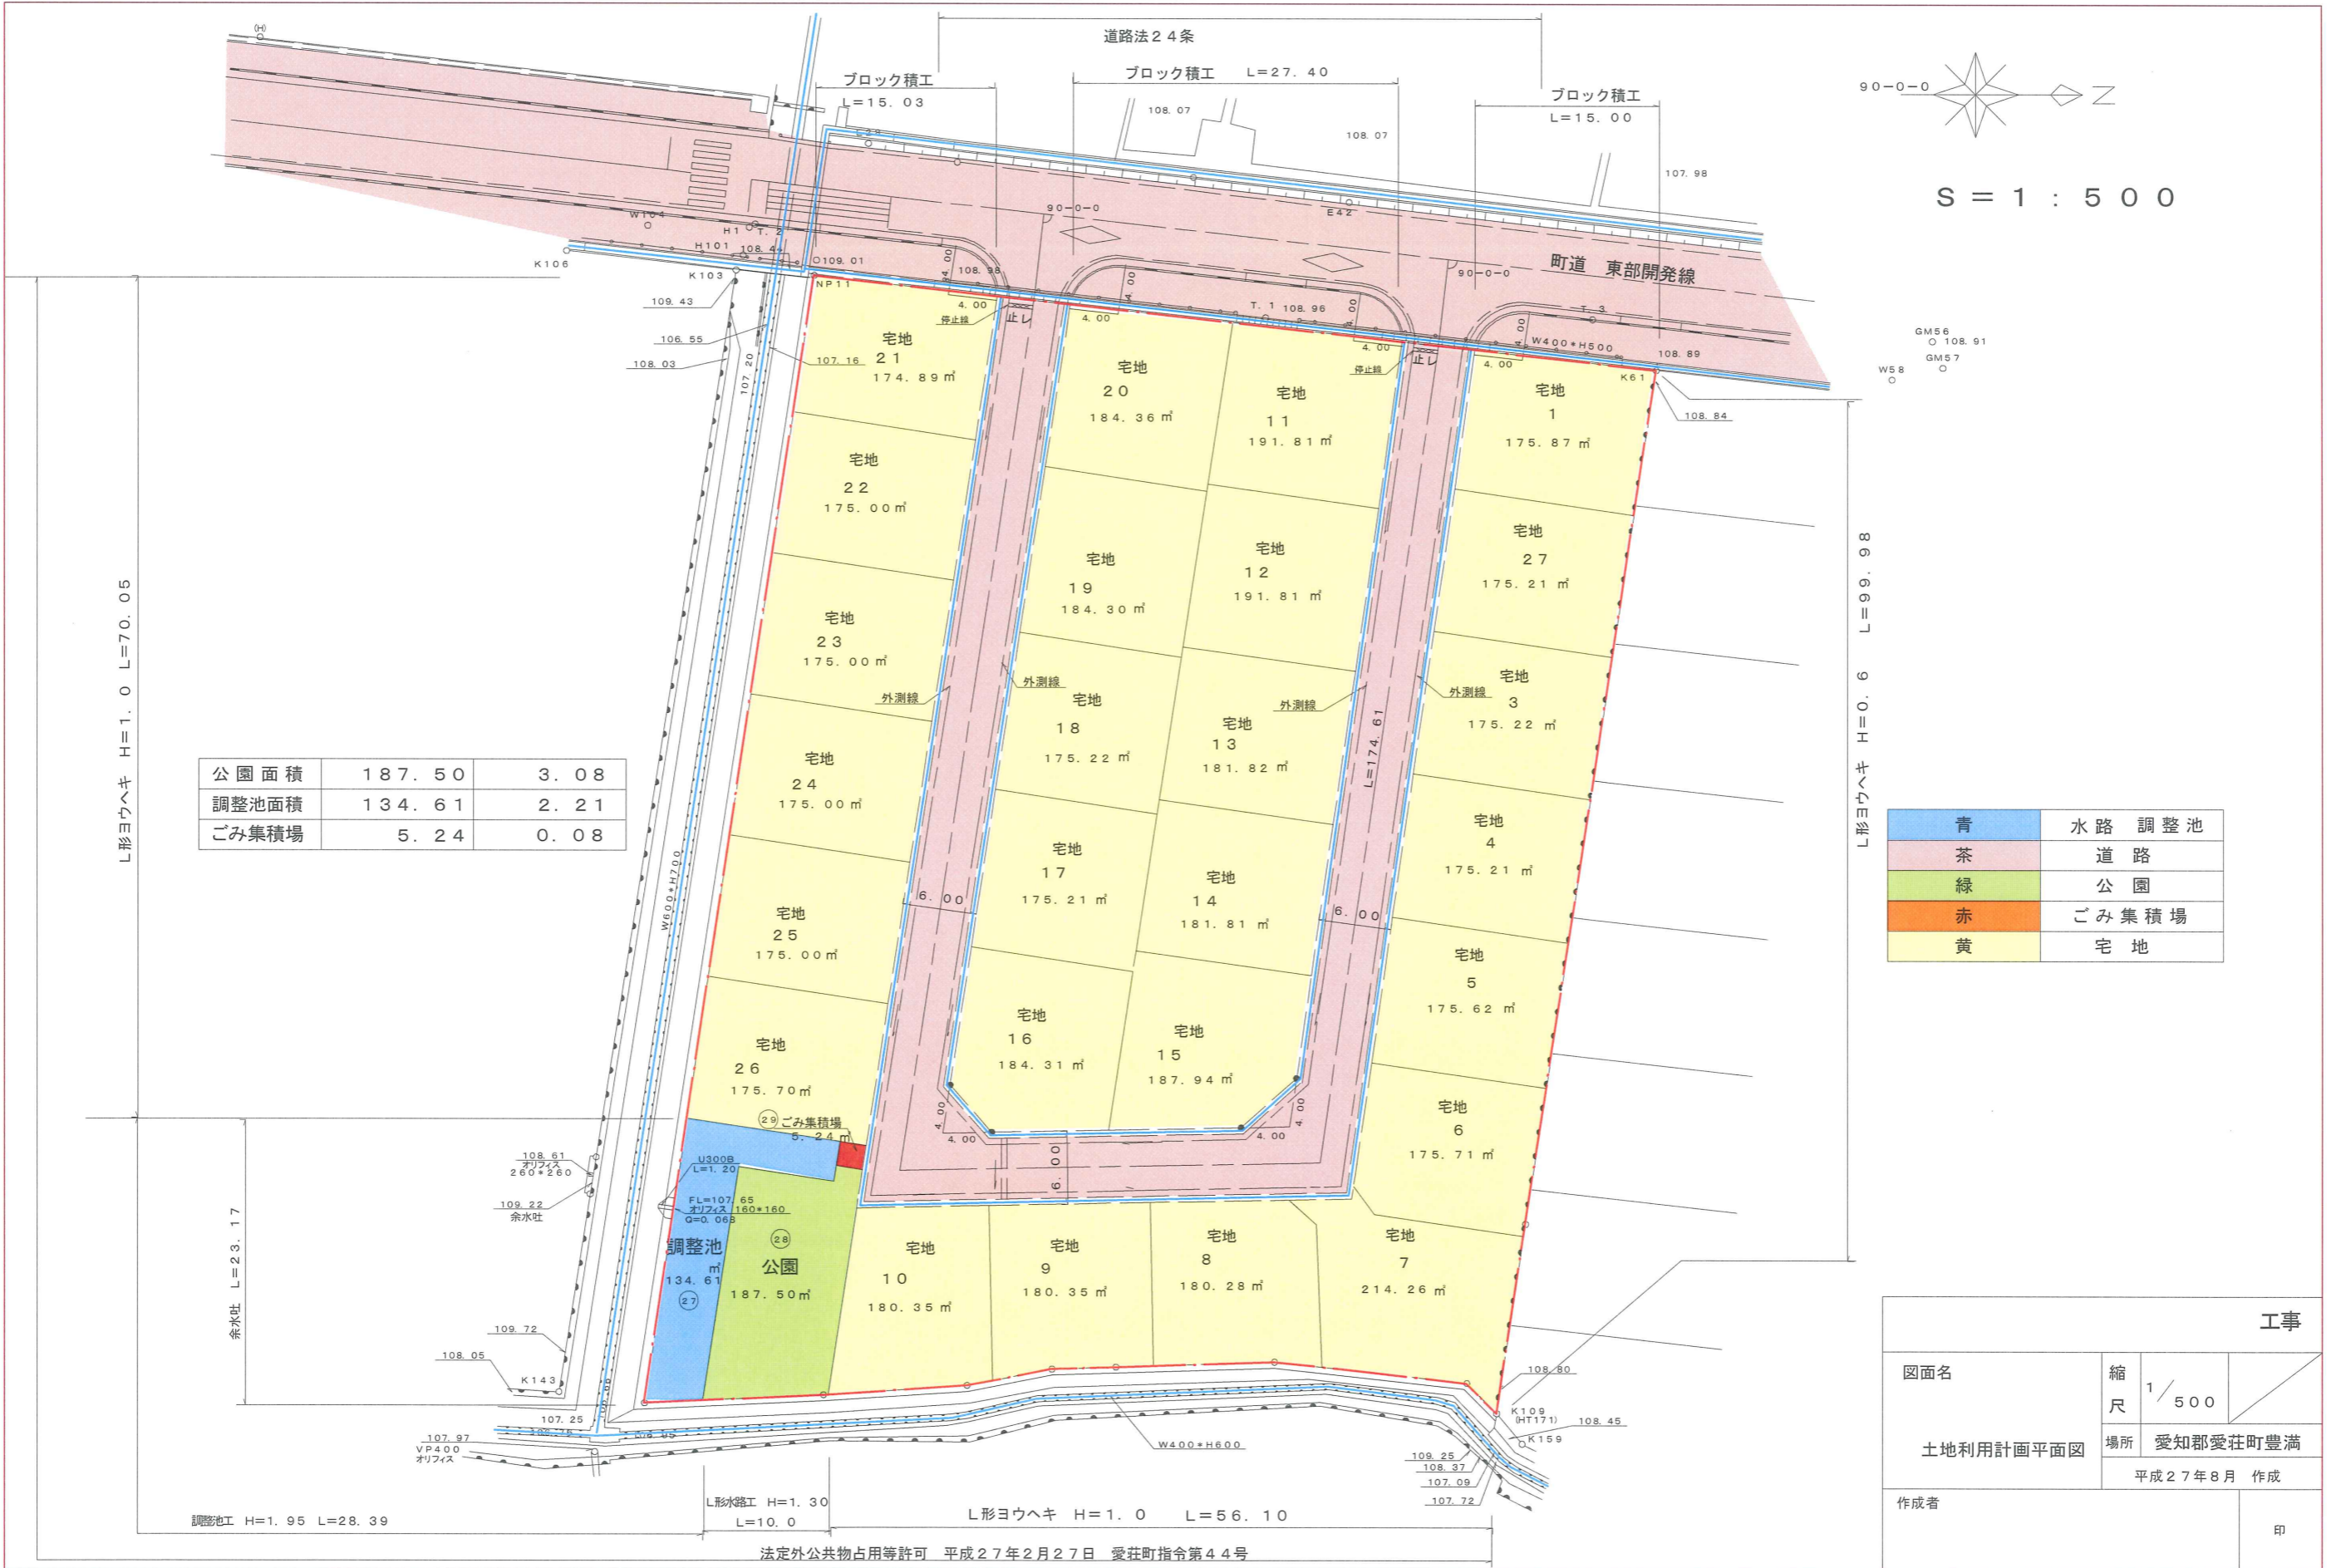 道路法24条
ブロック積工
L=15.03
ブロック積工 L=27.40
ブロック積工
L=15.00
90-0-0
Z
S=1:500
(H)
108.07
108.07
107.98
E42
90-0-0
90-0-0
町道 東部開発線
W104
H1
T.2
H101
108.44
K106
K103
109.01
NP11
108.98
4.00
4.00
停止線
止レ
4.00
4.00
T.1 108.96
4.00
4.00
停止線
止レ
4.00
4.00
T.3
W400*H500
108.89
K61
108.84
GM56
108.91
GM57
W58
109.43
106.55
108.03
107.16
107.20
宅地
21
174.89㎡
宅地
20
184.36㎡
宅地
11
191.81㎡
宅地
1
175.87㎡
宅地
22
175.00㎡
宅地
19
184.30㎡
宅地
12
191.81㎡
宅地
27
175.21㎡
宅地
23
175.00㎡
外測線
外測線
宅地
18
175.22㎡
外測線
宅地
13
181.82㎡
外測線
宅地
3
175.22㎡
L=174.61
宅地
24
175.00㎡
宅地
17
175.21㎡
宅地
14
181.81㎡
宅地
4
175.21㎡
6.00
6.00
宅地
25
175.00㎡
宅地
16
184.31㎡
宅地
15
187.94㎡
宅地
5
175.62㎡
宅地
26
175.70㎡
4.00
4.00
4.00
4.00
6.00
宅地
6
175.71㎡
29
ごみ集積場
5.24㎡
U300B
L=1.20
FL=107.65
オリフィス 160*160
Q=0.068
調整池
㎡
134.61
27
28
公園
187.50㎡
宅地
10
180.35㎡
宅地
9
180.35㎡
宅地
8
180.28㎡
宅地
7
214.26㎡
L形ヨウヘキ H=1.0 L=70.05
L形ヨウヘキ H=0.6 L=99.98
W600*H700
公園面積 187.50 3.08
調整池面積 134.61 2.21
ごみ集積場 5.24 0.08
青 水路 調整池
茶 道路
緑 公園
赤 ごみ集積場
黄 宅地
108.61
オリフィス
260*260
109.22
余水吐
余水吐 L=23.17
109.72
108.05
K143
107.25
107.97
VP400
オリフィス
W400*H600
108.80
K109
(HT171)
108.45
K159
109.25
108.37
107.09
107.72
調整池工 H=1.95 L=28.39
L形水路工 H=1.30
L=10.0
L形ヨウヘキ H=1.0 L=56.10
法定外公共物占用等許可 平成27年2月27日 愛荘町指令第44号
工事
図面名
土地利用計画平面図
縮尺
1/500
場所 愛知郡愛荘町豊満
平成27年8月 作成
作成者
印